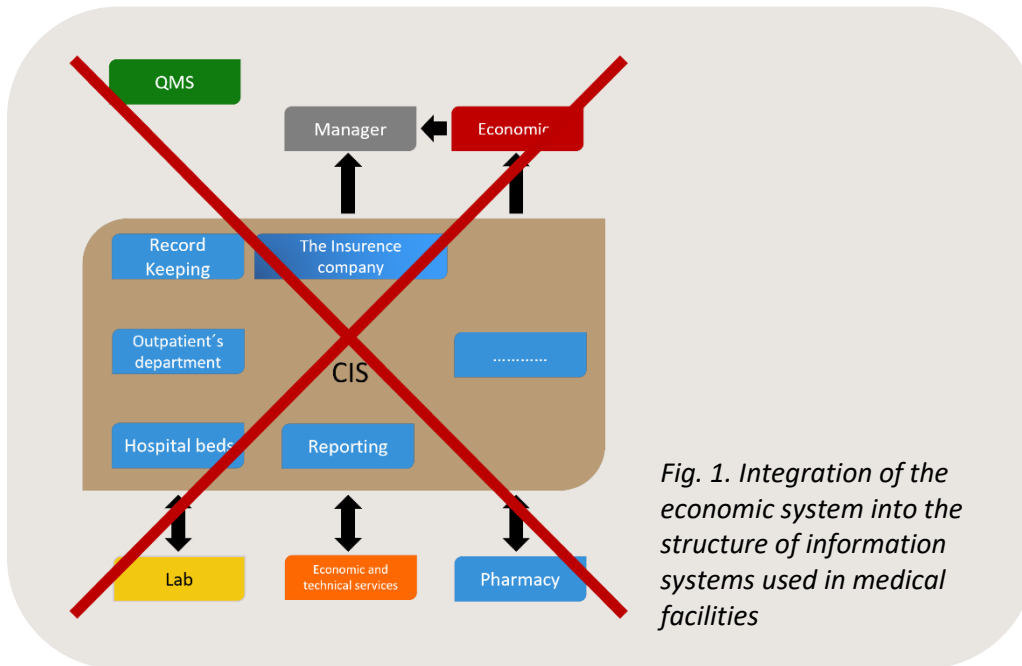 QMS
Manager
Economic
Record
Keeping
The Insurence
company
Outpatient´s
department
…………
CIS
Hospital beds
Reporting
Lab
Economic and
technical services
Pharmacy
Fig. 1. Integration of the
economic system into the
structure of information
systems used in medical
facilities